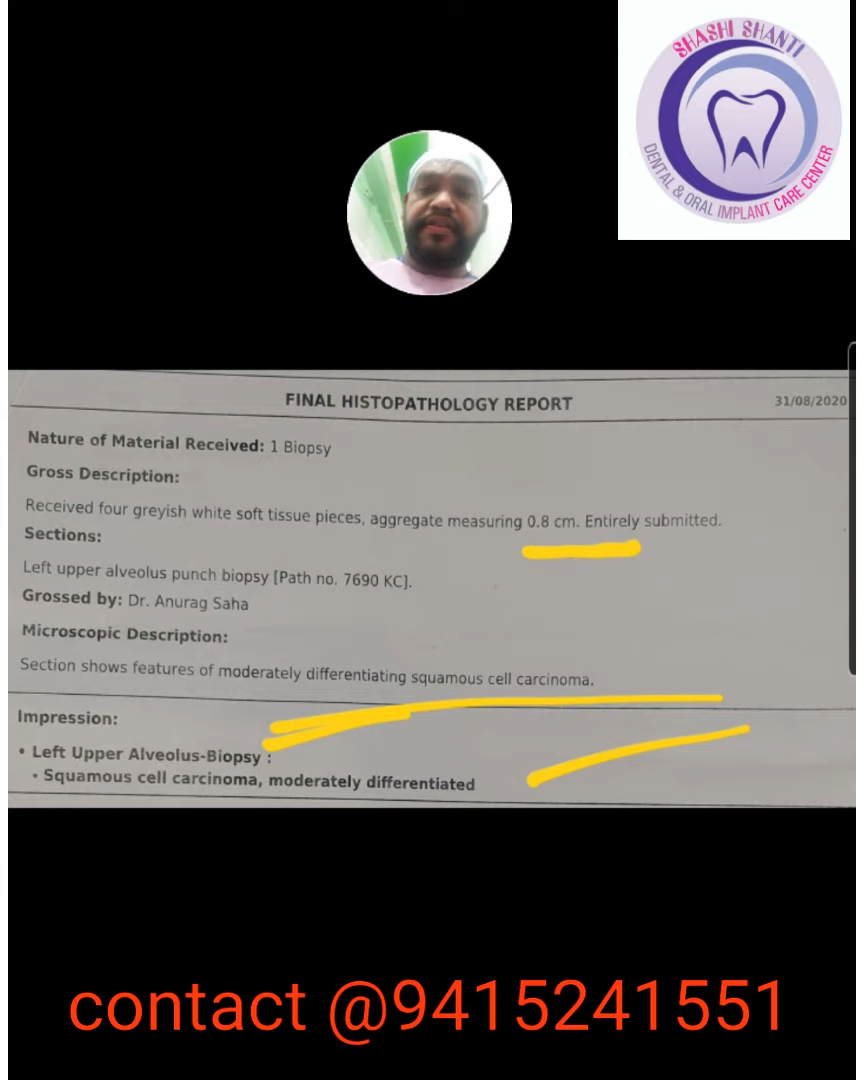 SHASHI SHANTI
DENTAL & ORAL IMPLANT CARE CENTER
FINAL HISTOPATHOLOGY REPORT
31/08/2020
Nature of Material Received: 1 Biopsy
Gross Description:
Received four greyish white soft tissue pieces, aggregate measuring 0.8 cm. Entirely submitted.
Sections:
Left upper alveolus punch biopsy [Path no. 7690 KC].
Grossed by: Dr. Anurag Saha
Microscopic Description:
Section shows features of moderately differentiating squamous cell carcinoma.
Impression:
• Left Upper Alveolus-Biopsy :
• Squamous cell carcinoma, moderately differentiated
contact @9415241551